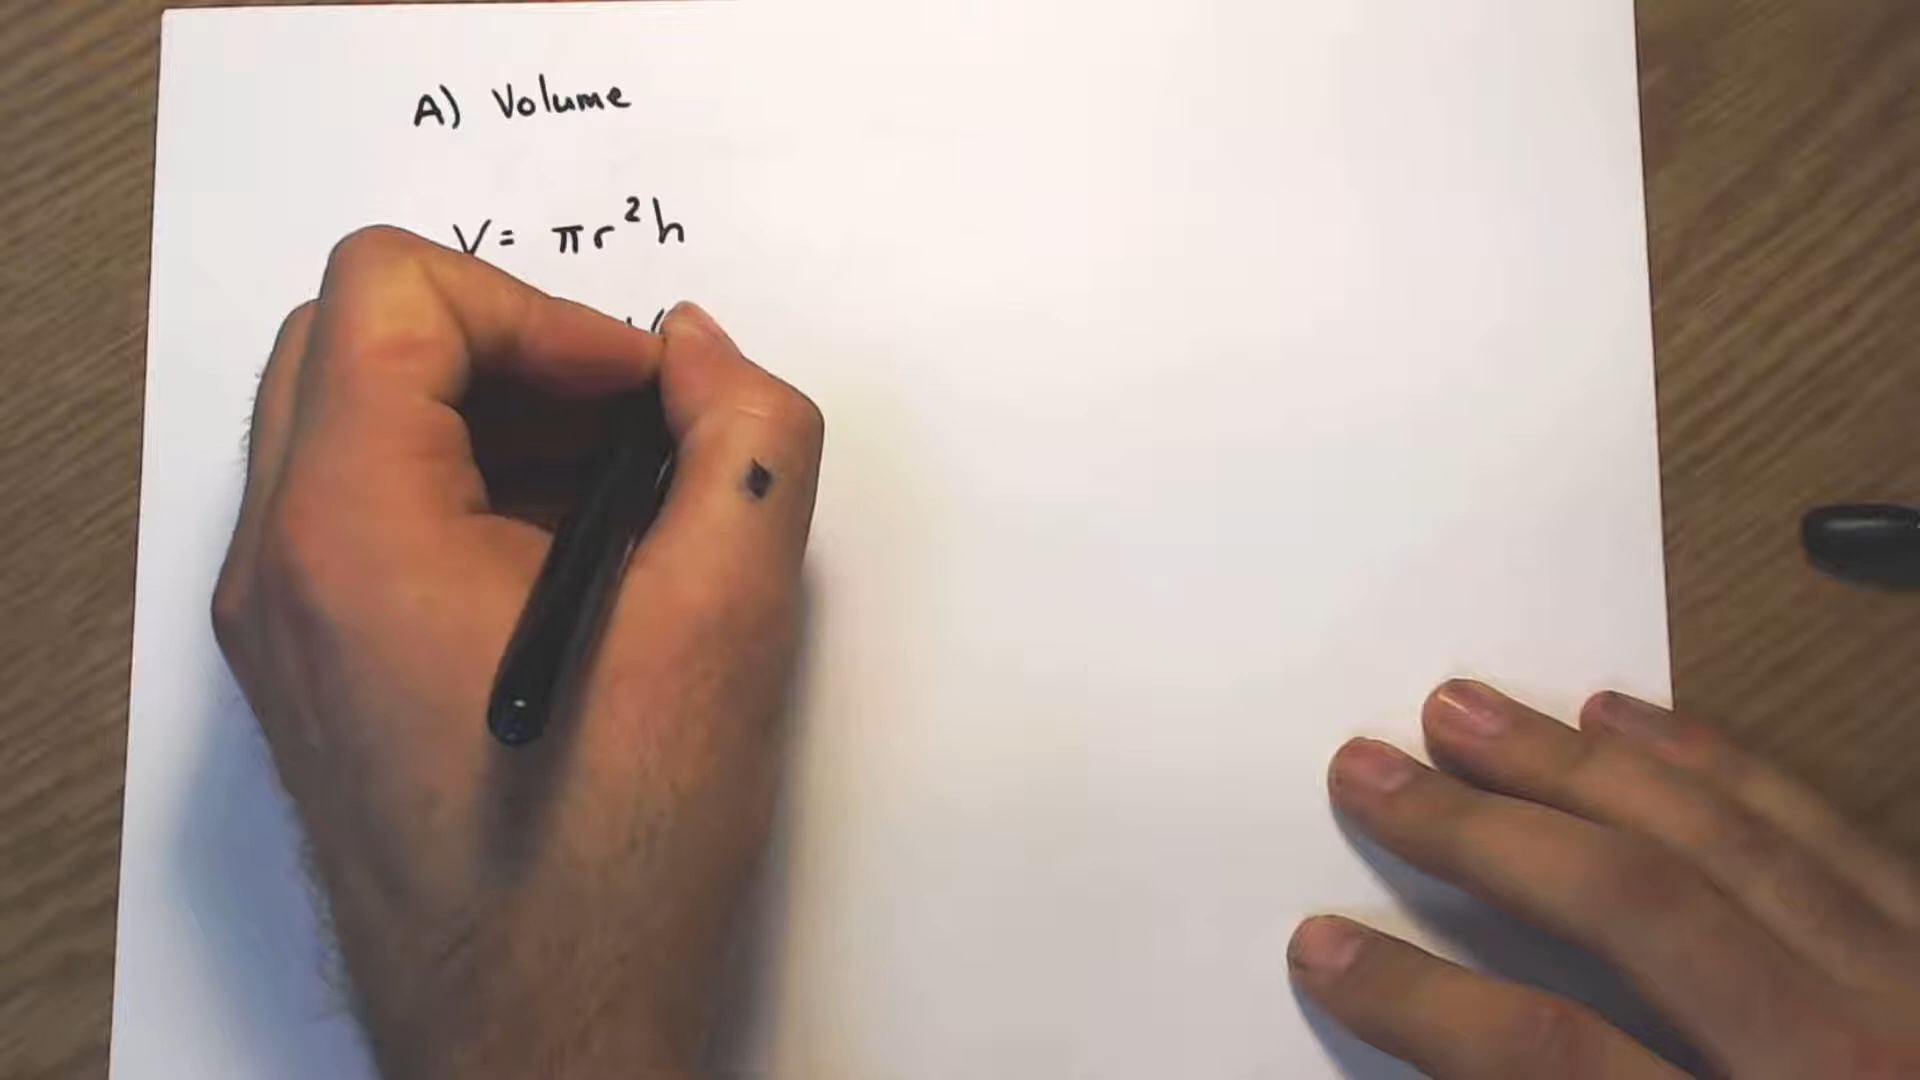 A) Volume
V = πr²h